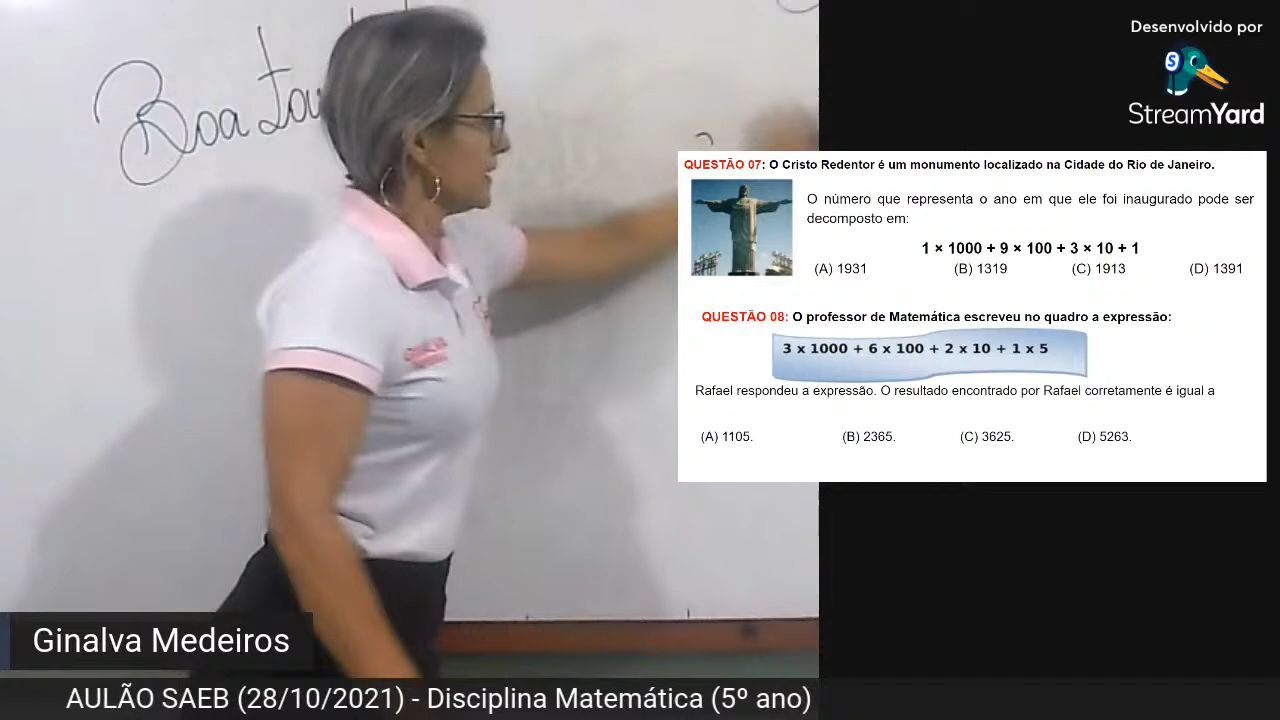 Boa
Desenvolvido por
S
StreamYard
QUESTÃO 07: O Cristo Redentor é um monumento localizado na Cidade do Rio de Janeiro.
O número que representa o ano em que ele foi inaugurado pode ser
decomposto em:
1 × 1000 + 9 × 100 + 3 × 10 + 1
(A) 1931 (B) 1319 (C) 1913 (D) 1391
QUESTÃO 08: O professor de Matemática escreveu no quadro a expressão:
3 x 1000 + 6 x 100 + 2 x 10 + 1 x 5
Rafael respondeu a expressão. O resultado encontrado por Rafael corretamente é igual a
(A) 1105. (B) 2365. (C) 3625. (D) 5263.
Ginalva Medeiros
AULÃO SAEB (28/10/2021) - Disciplina Matemática (5º ano)